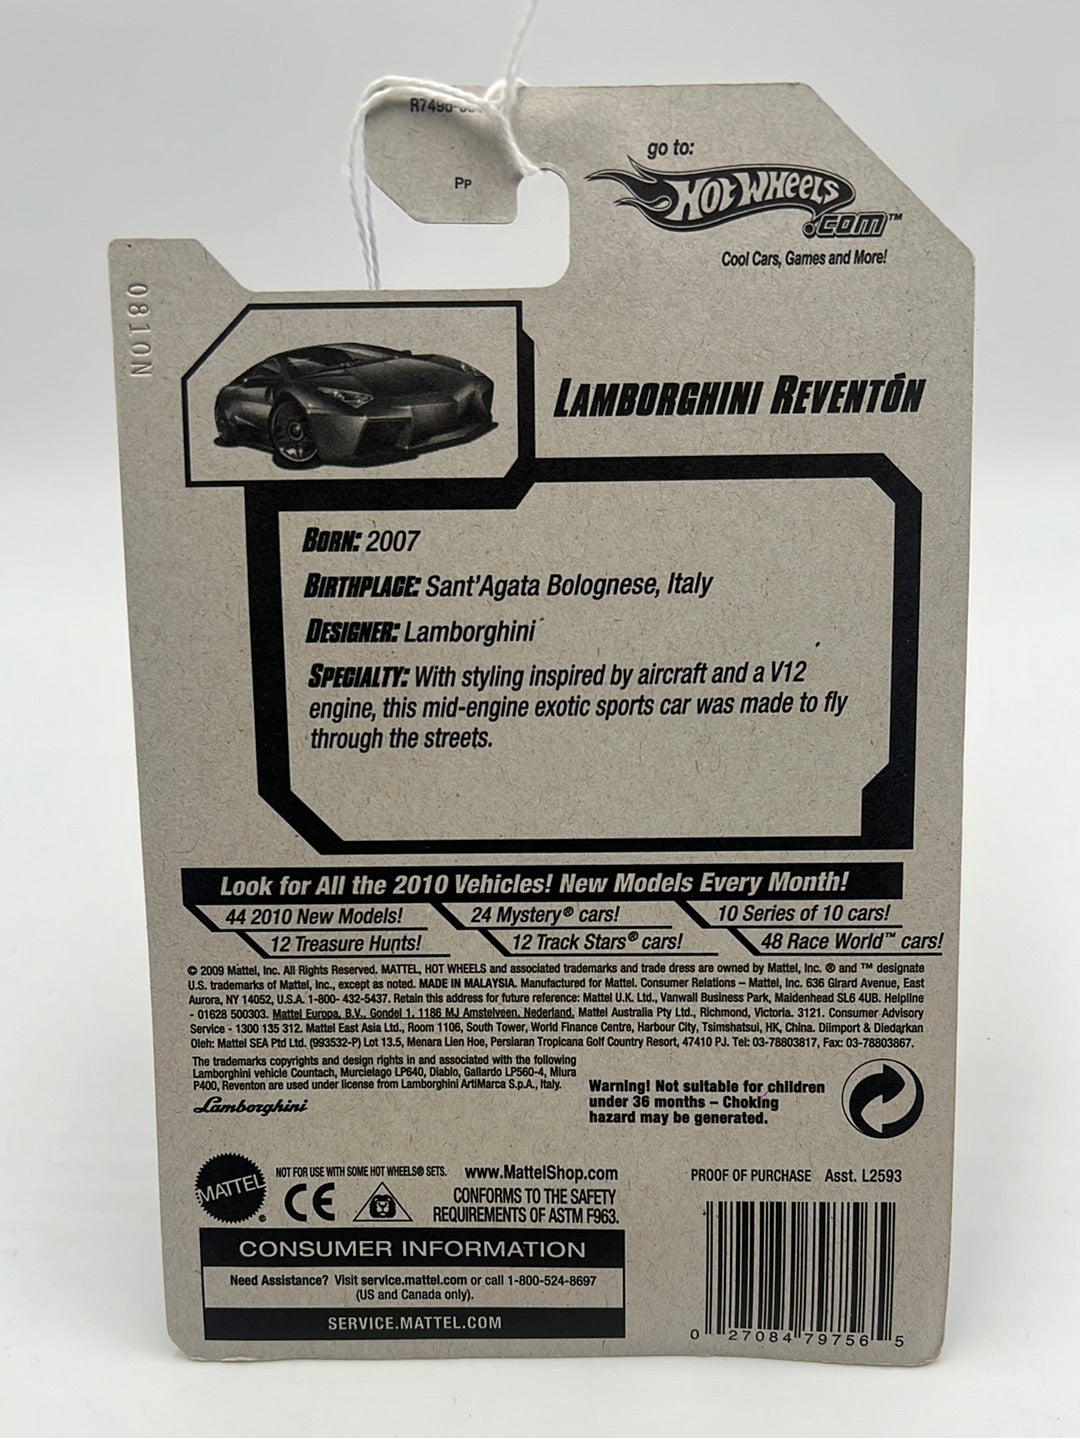 Pp
go to:
HOT WHEELS
.COM™
Cool Cars, Games and More!
0810N
LAMBORGHINI REVENTÓN
BORN: 2007
BIRTHPLACE: Sant'Agata Bolognese, Italy
DESIGNER: Lamborghini
SPECIALTY: With styling inspired by aircraft and a V12
engine, this mid-engine exotic sports car was made to fly
through the streets.
Look for All the 2010 Vehicles! New Models Every Month!
44 2010 New Models! 24 Mystery® cars! 10 Series of 10 cars!
12 Treasure Hunts! 12 Track Stars® cars! 48 Race World™ cars!
© 2009 Mattel, Inc. All Rights Reserved. MATTEL, HOT WHEELS and associated trademarks and trade dress are owned by Mattel, Inc. ® and ™ designate
U.S. trademarks of Mattel, Inc., except as noted. MADE IN MALAYSIA. Manufactured for Mattel. Consumer Relations – Mattel, Inc. 636 Girard Avenue, East
Aurora, NY 14052, U.S.A. 1-800- 432-5437. Retain this address for future reference: Mattel U.K. Ltd., Vanwall Business Park, Maidenhead SL6 4UB. Helpline
- 01628 500303. Mattel Europa, B.V., Gondel 1, 1186 MJ Amstelveen, Nederland. Mattel Australia Pty Ltd., Richmond, Victoria. 3121. Consumer Advisory
Service - 1300 135 312. Mattel East Asia Ltd., Room 1106, South Tower, World Finance Centre, Harbour City, Tsimshatsui, HK, China. Diimport & Diedarkan
Oleh: Mattel SEA Ptd Ltd. (993532-P) Lot 13.5, Menara Lien Hoe, Persiaran Tropicana Golf Country Resort, 47410 PJ. Tel: 03-78803817, Fax: 03-78803867.
The trademarks copyrights and design rights in and associated with the following
Lamborghini vehicle Countach, Murcielago LP640, Diablo, Gallardo LP560-4, Miura
P400, Reventon are used under license from Lamborghini ArtiMarca S.p.A., Italy.
Lamborghini
Warning! Not suitable for children
under 36 months – Choking
hazard may be generated.
MATTEL®
NOT FOR USE WITH SOME HOT WHEELS® SETS. www.MattelShop.com
CE
CONFORMS TO THE SAFETY
REQUIREMENTS OF ASTM F963.
PROOF OF PURCHASE Asst. L2593
CONSUMER INFORMATION
Need Assistance? Visit service.mattel.com or call 1-800-524-8697
(US and Canada only).
SERVICE.MATTEL.COM
0 27084 79756 5